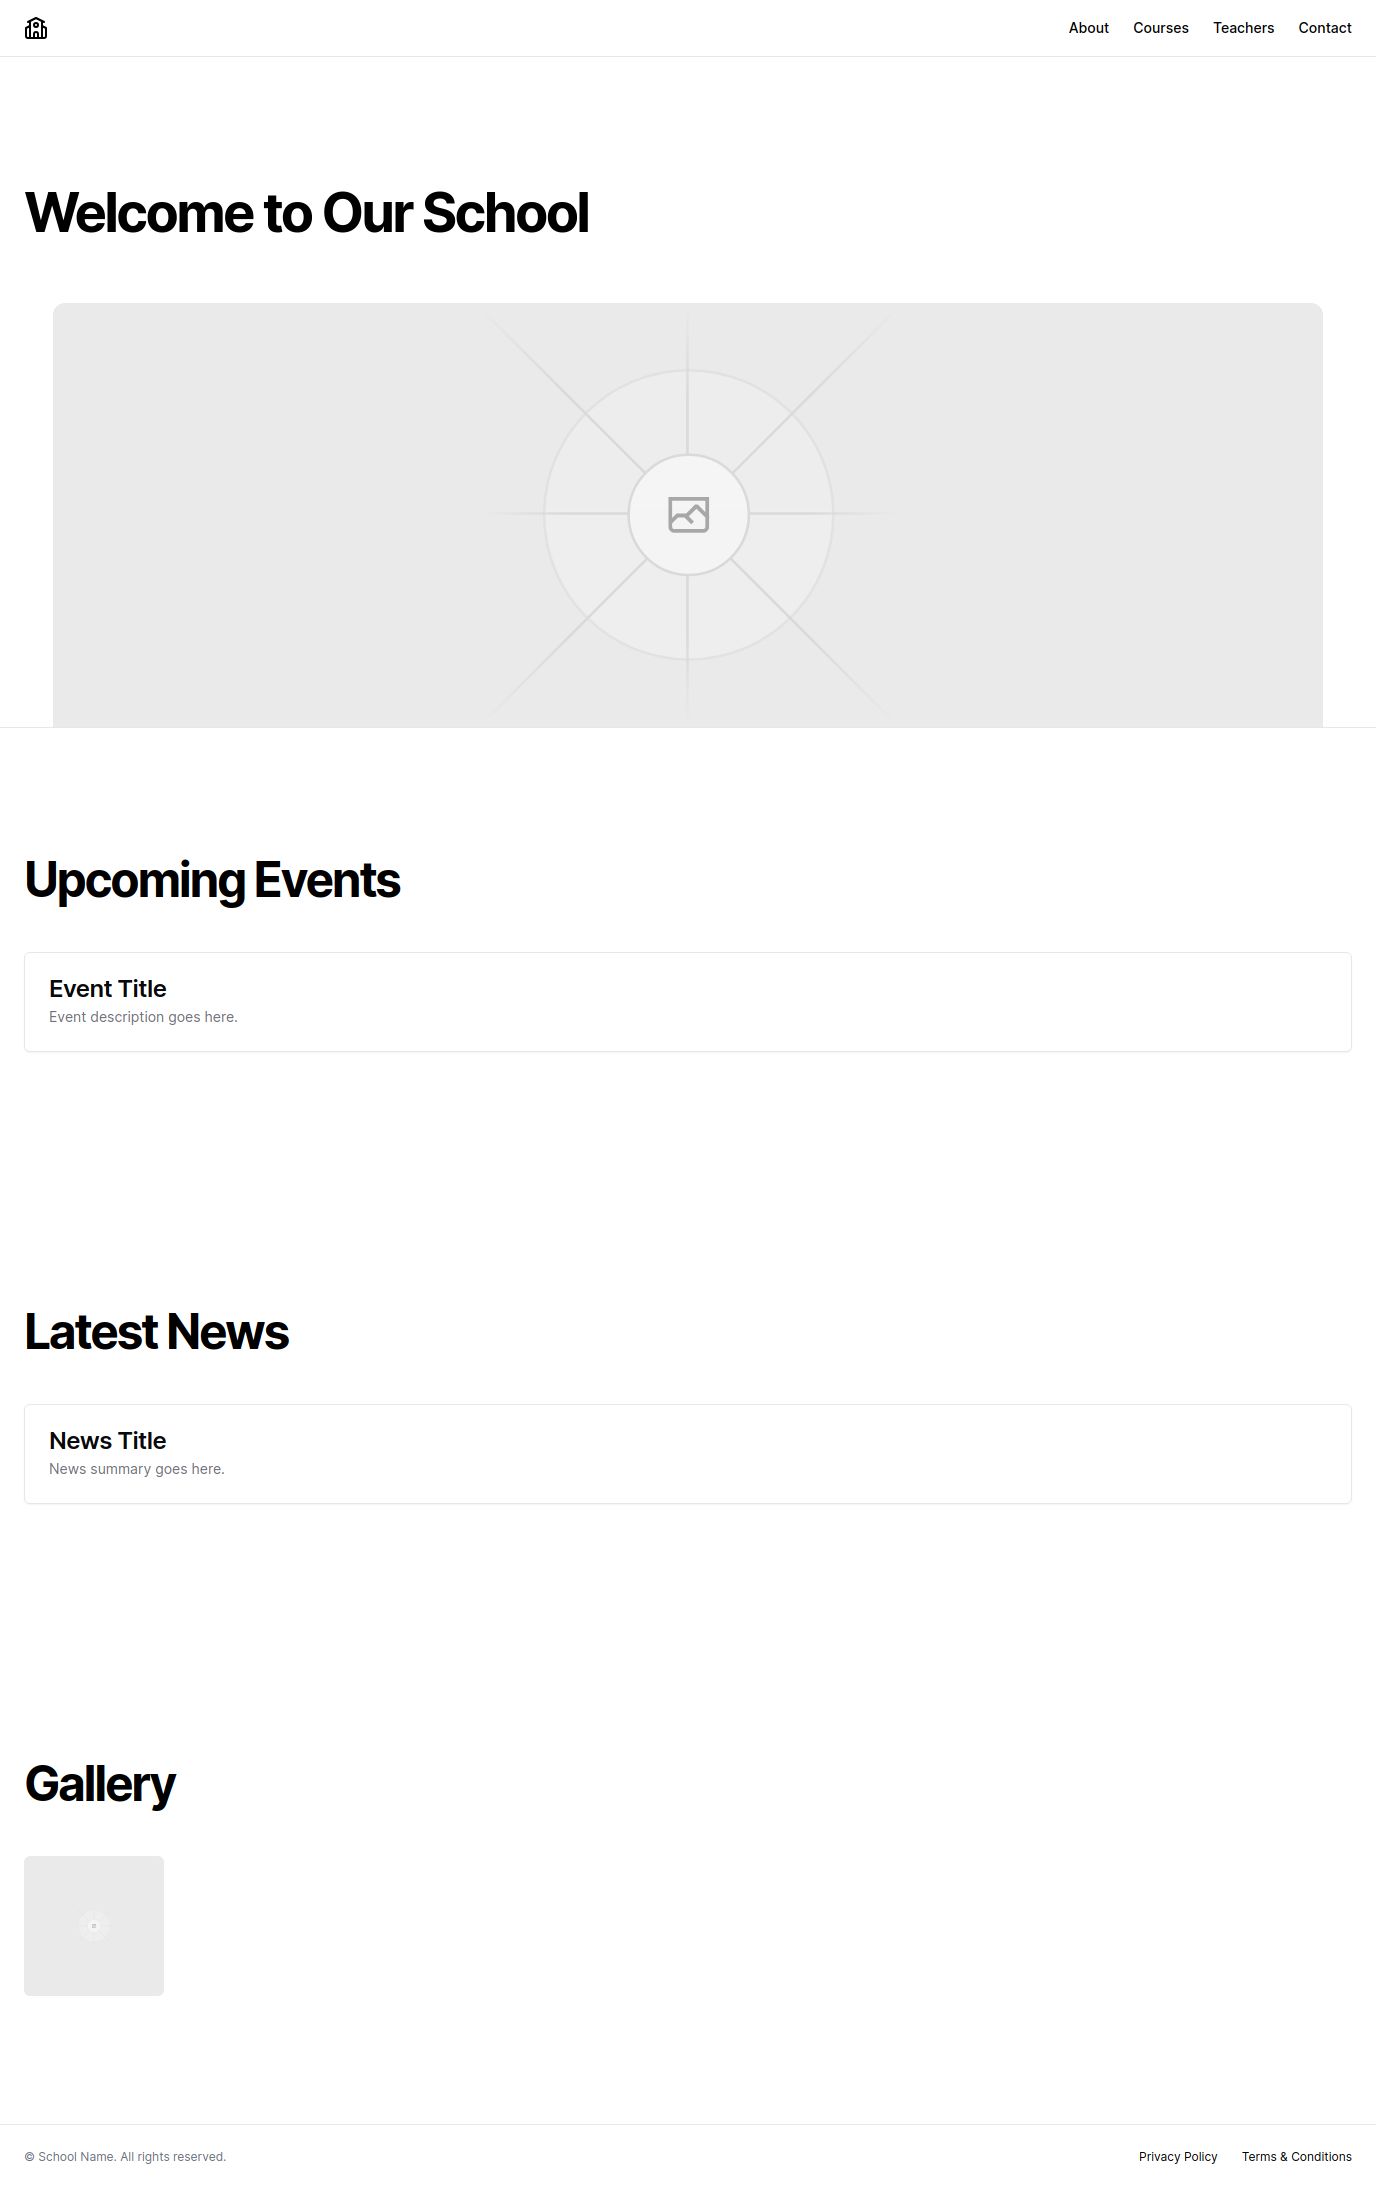 About Courses Teachers Contact
Welcome to Our School
Upcoming Events
Event Title
Event description goes here.
Latest News
News Title
News summary goes here.
Gallery
© School Name. All rights reserved. Privacy Policy Terms & Conditions